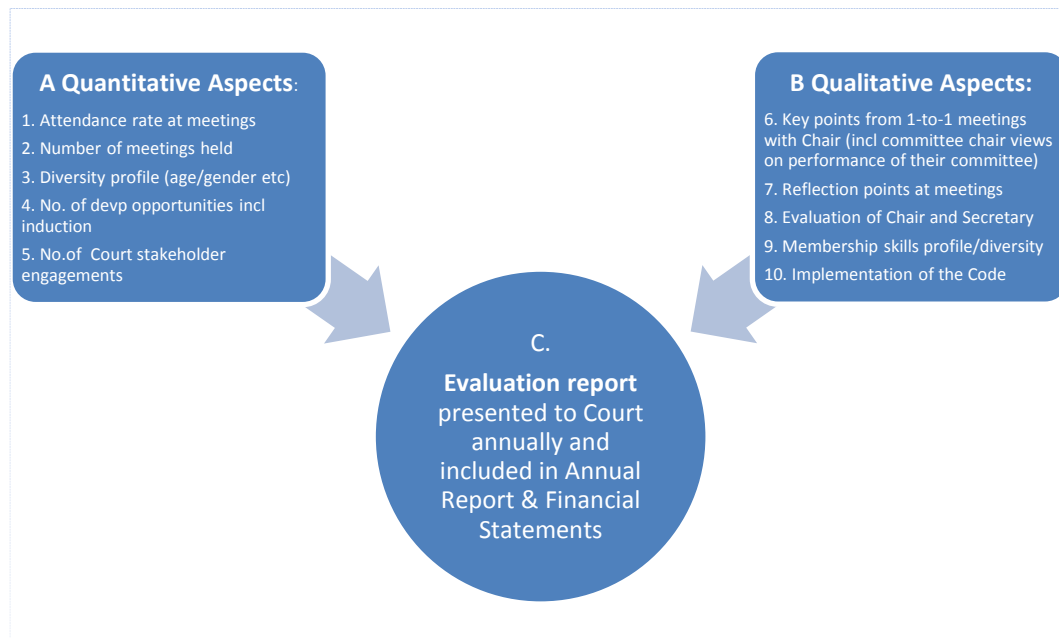 A Quantitative Aspects:
1. Attendance rate at meetings
2. Number of meetings held
3. Diversity profile (age/gender etc)
4. No. of devp opportunities incl
induction
5. No.of  Court stakeholder
engagements
B Qualitative Aspects:
6. Key points from 1-to-1 meetings
with Chair (incl committee chair views
on performance of their committee)
7. Reflection points at meetings
8. Evaluation of Chair and Secretary
9. Membership skills profile/diversity
10. Implementation of the Code
C.
Evaluation report
presented to Court
annually and
included in Annual
Report & Financial
Statements